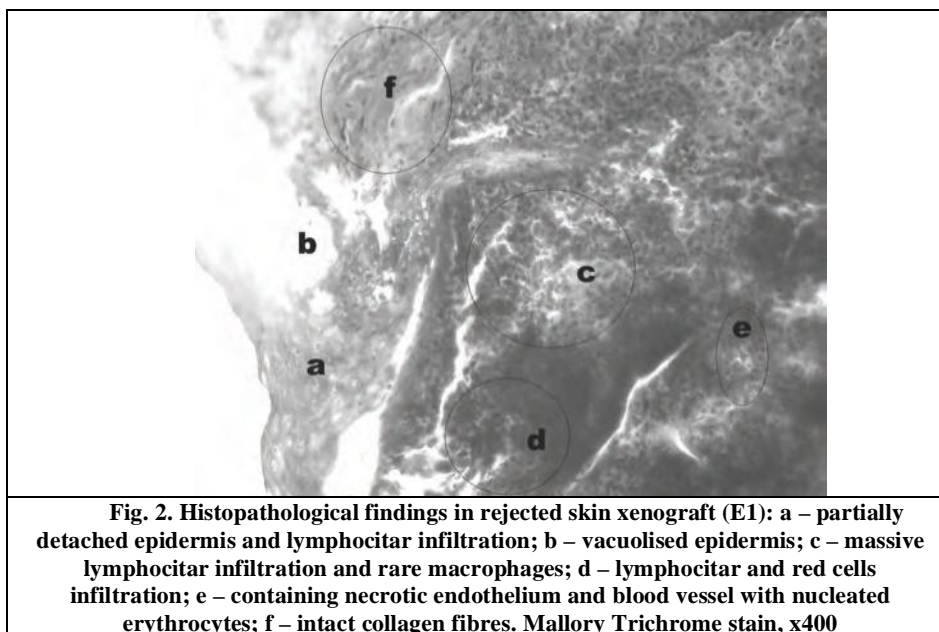 f
b
c
e
a
d
Fig. 2. Histopathological findings in rejected skin xenograft (E1): a – partially
detached epidermis and lymphocitar infiltration; b – vacuolised epidermis; c – massive
lymphocitar infiltration and rare macrophages; d – lymphocitar and red cells
infiltration; e – containing necrotic endothelium and blood vessel with nucleated
erythrocytes; f – intact collagen fibres. Mallory Trichrome stain, x400